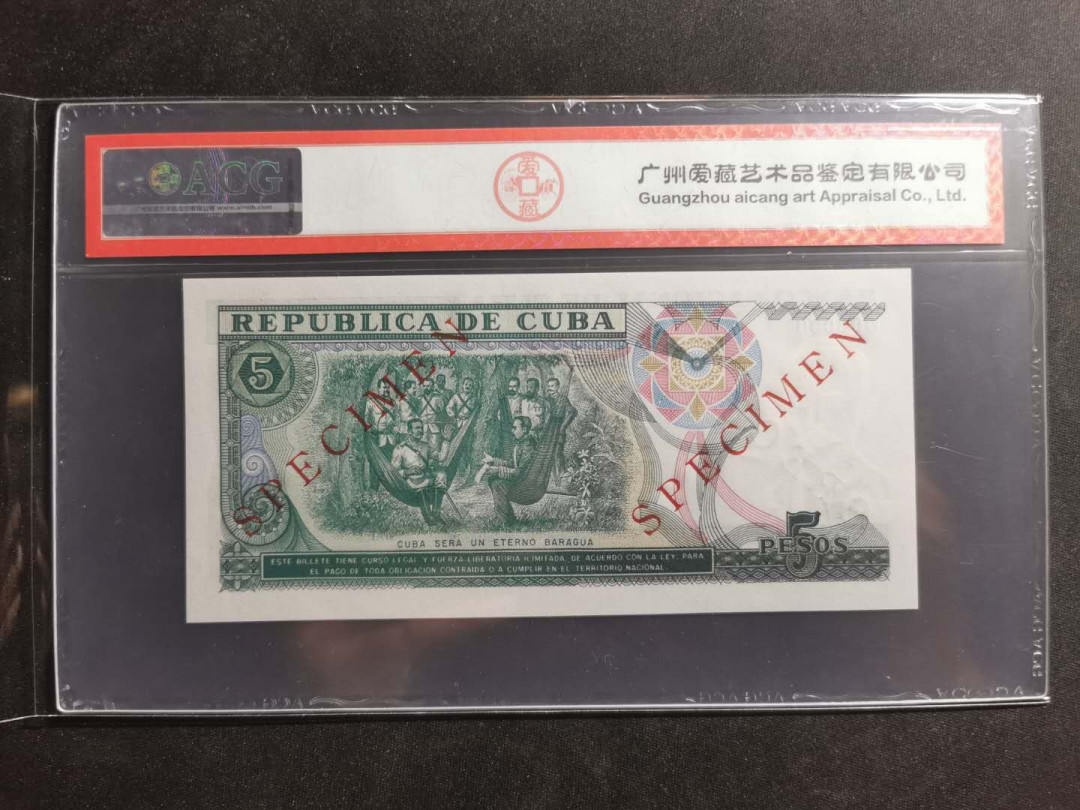 ACG
爱
藏
广州爱藏艺术品鉴定有限公司
Guangzhou aicang art Appraisal Co., Ltd.
REPUBLICA DE CUBA
5
SPECIMEN
SPECIMEN
CUBA SERA UN ETERNO BARAGUA
5
PESOS
ESTE BILLETE TIENE CURSO LEGAL Y FUERZA LIBERATORIA ILIMITADA, DE ACUERDO CON LA LEY, PARA
EL PAGO DE TODA OBLIGACION CONTRAIDA O A CUMPLIR EN EL TERRITORIO NACIONAL.